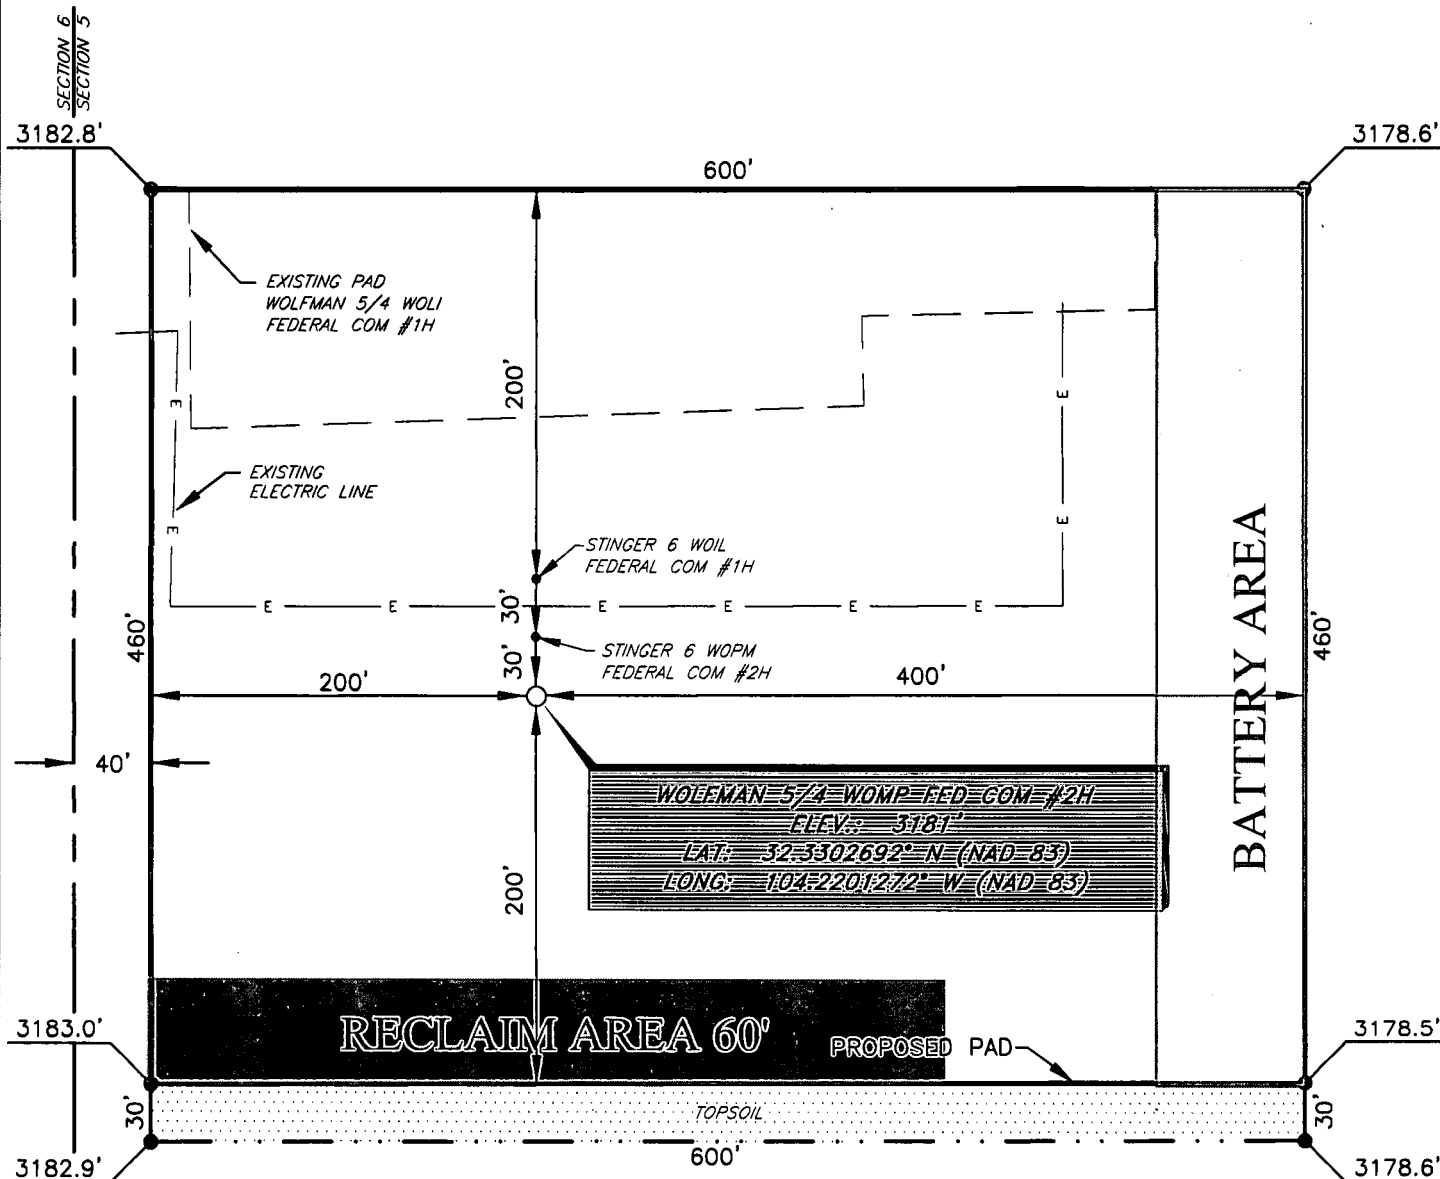 SECTION 6
SECTION 5
3182.8'
3178.6'
600'
EXISTING PAD
WOLFMAN 5/4 WOLI
FEDERAL COM #1H
200'
E
E
EXISTING
ELECTRIC LINE
E
E
STINGER 6 WOIL
FEDERAL COM #1H
E
E
E
E
E
E
30'
460'
460'
STINGER 6 WOPM
FEDERAL COM #2H
30'
200'
400'
BATTERY AREA
40'
WOLFMAN 5/4 WOMP FED COM #2H
ELEV.: 3181'
LAT: 32.3302692° N (NAD 83)
LONG: 104.2201272° W (NAD 83)
200'
RECLAIM AREA 60'
PROPOSED PAD
3183.0'
3178.5'
30'
TOPSOIL
30'
600'
3182.9'
3178.6'